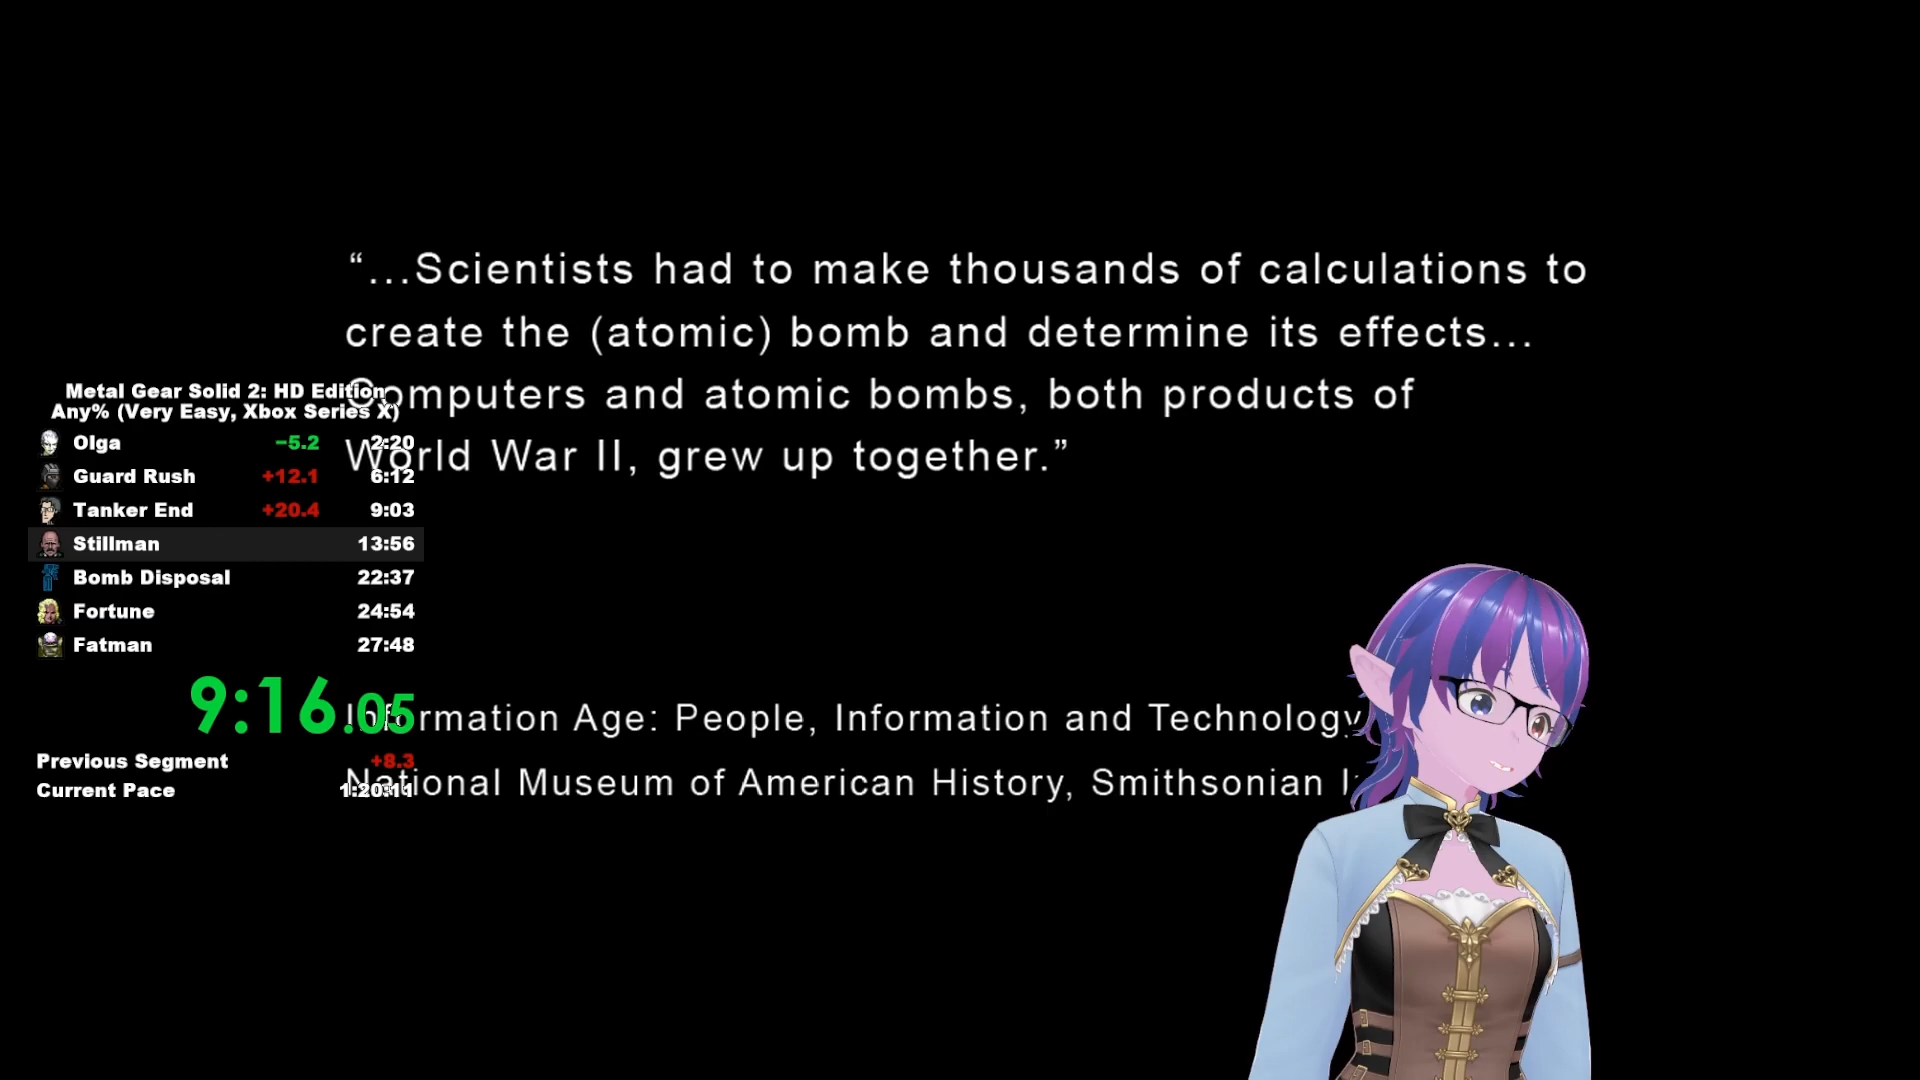 “...Scientists had to make thousands of calculations to
create the (atomic) bomb and determine its effects...
Computers and atomic bombs, both products of
World War II, grew up together.”
Metal Gear Solid 2: HD Edition
Any% (Very Easy, Xbox Series X)
Olga −5.2 2:20
Guard Rush +12.1 6:12
Tanker End +20.4 9:03
Stillman 13:56
Bomb Disposal 22:37
Fortune 24:54
Fatman 27:48
9:16.05
Information Age: People, Information and Technology
Previous Segment +8.3
National Museum of American History, Smithsonian
Current Pace 1:20:11